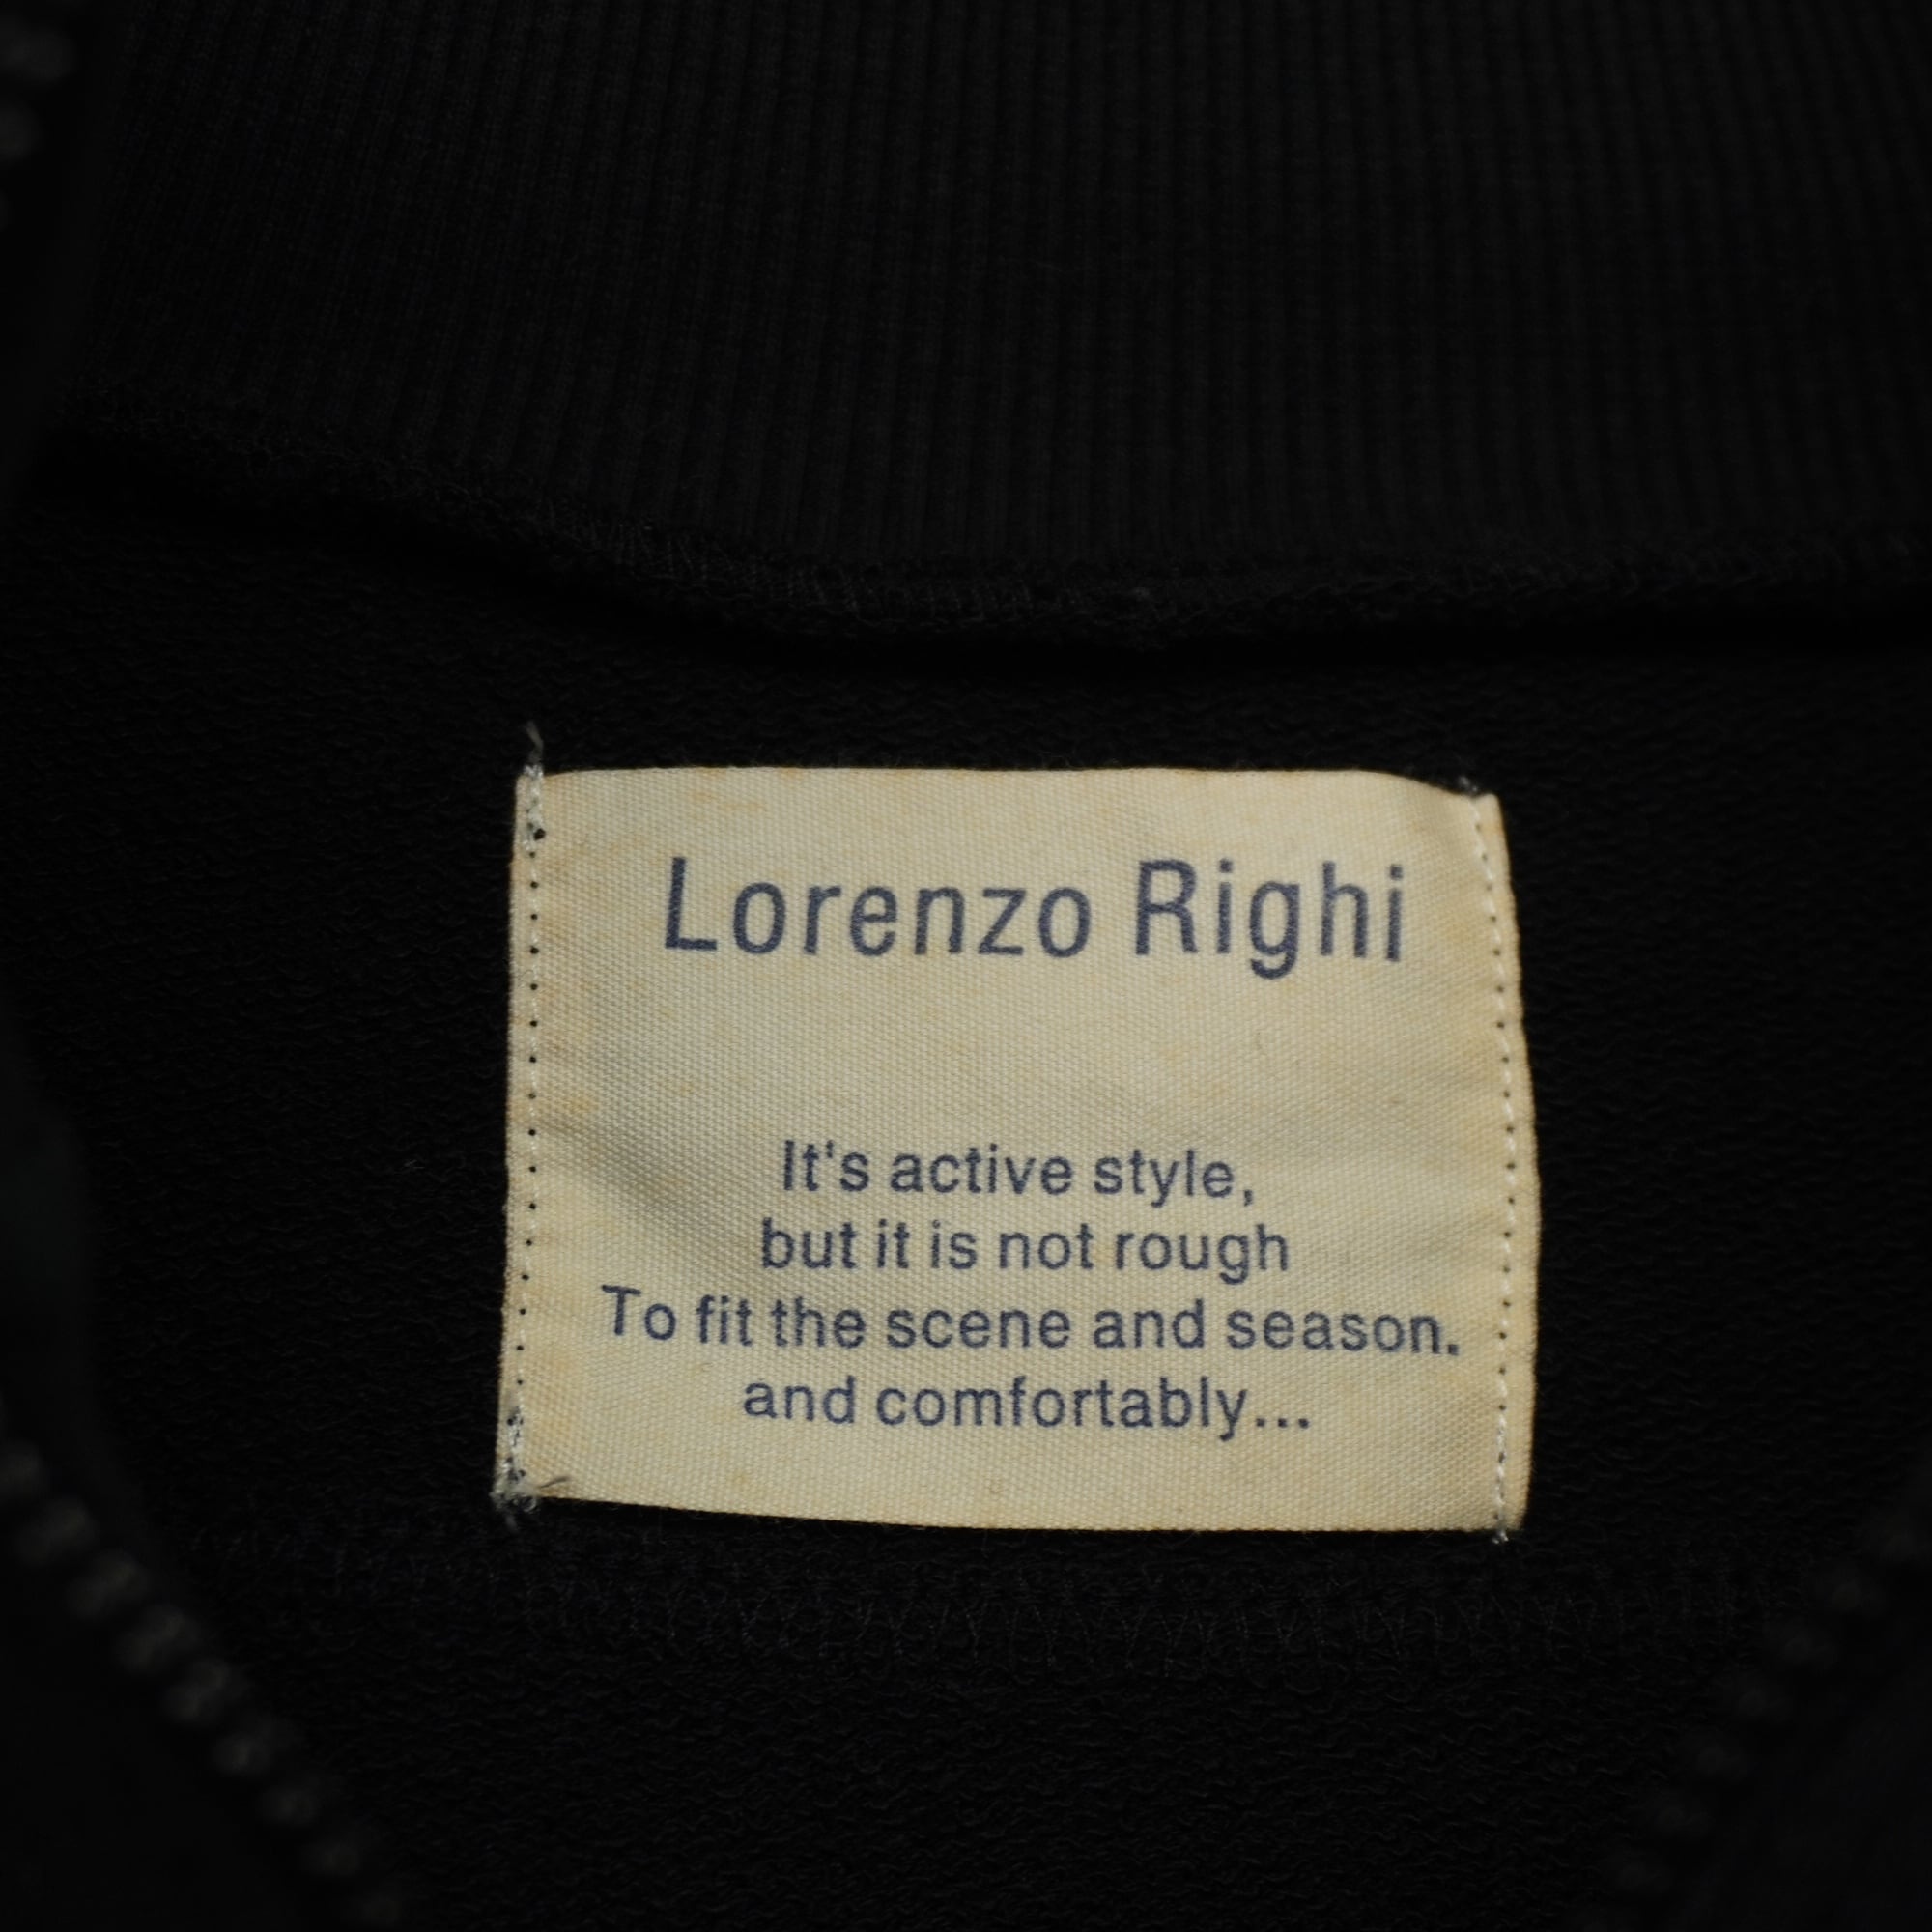 Lorenzo Righi
It's active style,
but it is not rough
To fit the scene and season.
and comfortably...